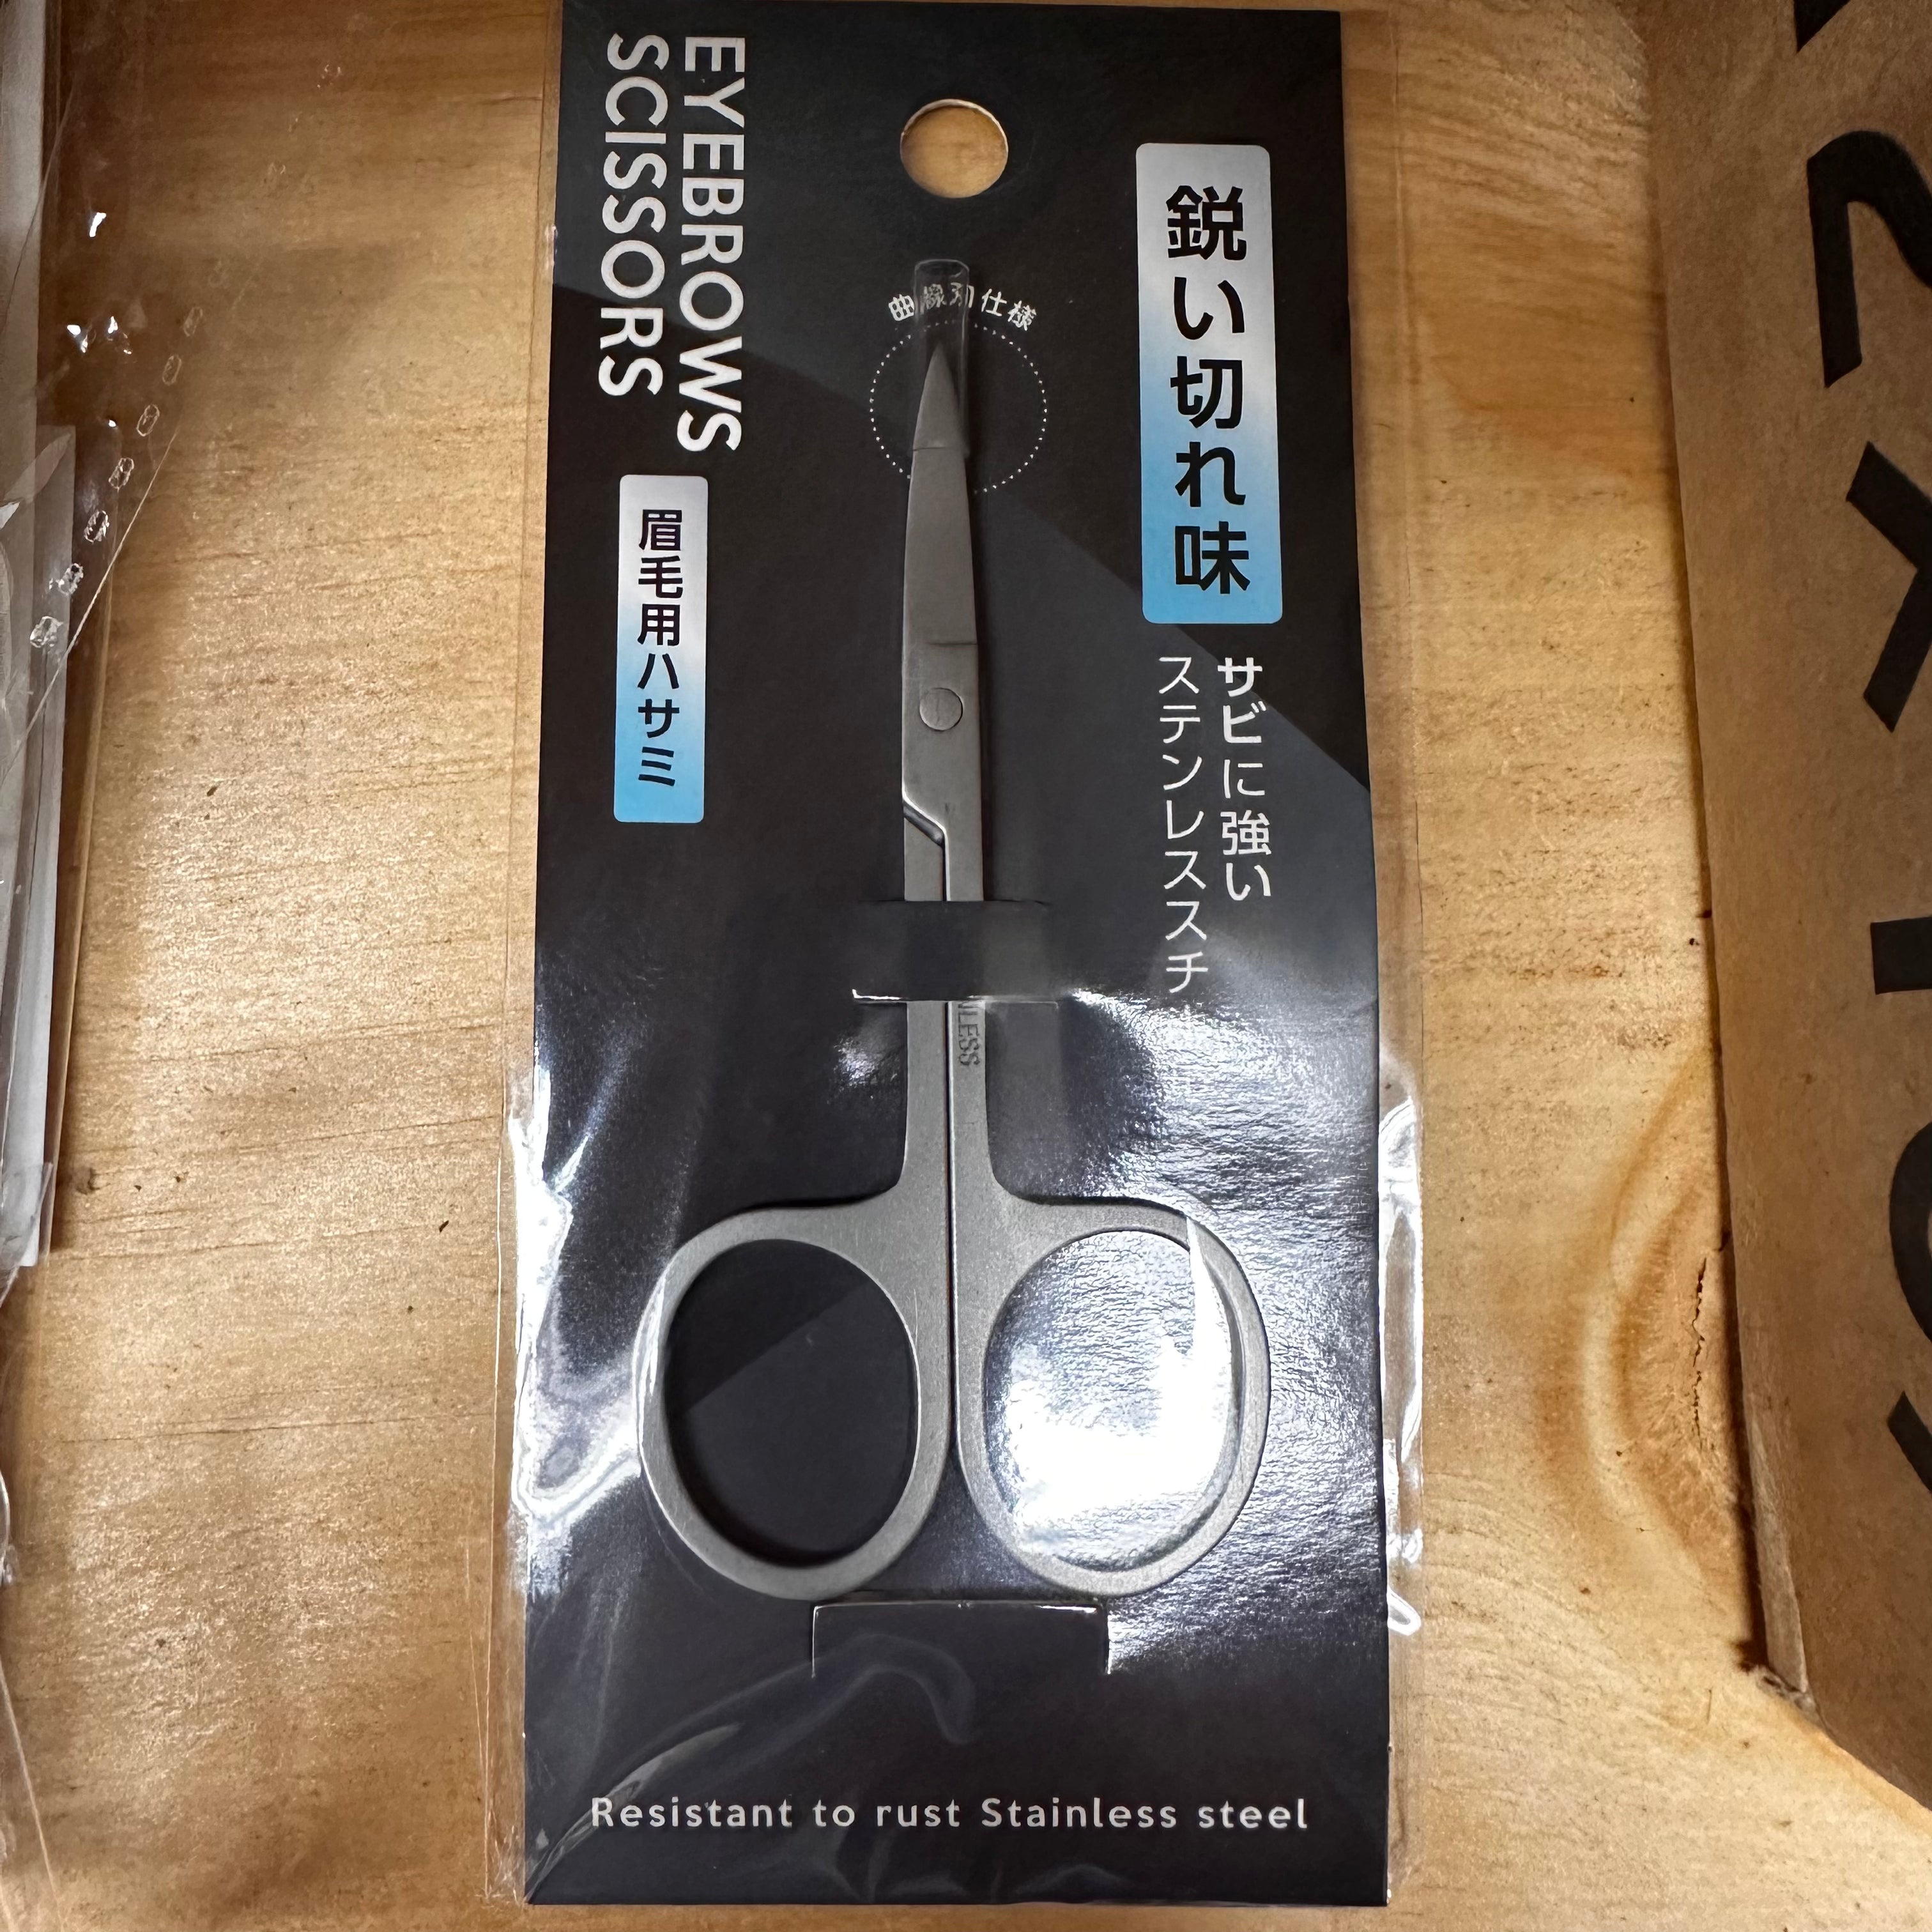 EYEBROWS
SCISSORS
眉毛用ハサミ
曲線刃仕様
鋭い切れ味
サビに強い
ステンレススチ
LESS
Resistant to rust Stainless steel